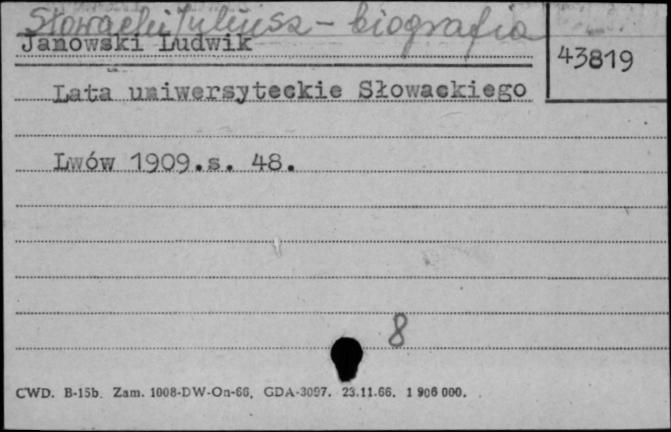 Słowacki Juliusz - biografia
Janowski Ludwik
43819
Lata uniwersyteckie Słowackiego
Lwów 1909.s. 48.
8
CWD. B-15b. Zam. 1008-DW-On-66, GDA-3097. 23.11.66. 1 906 000.